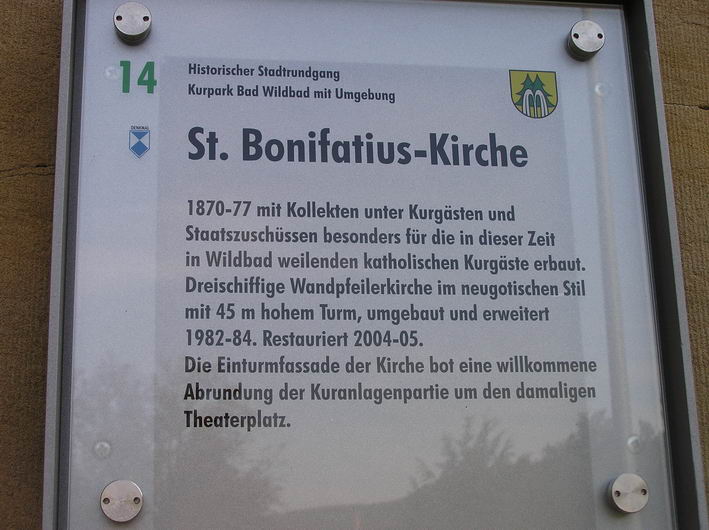 14
Historischer Stadtrundgang
Kurpark Bad Wildbad mit Umgebung
DENKMAL
St. Bonifatius-Kirche
1870-77 mit Kollekten unter Kurgästen und
Staatszuschüssen besonders für die in dieser Zeit
in Wildbad weilenden katholischen Kurgäste erbaut.
Dreischiffige Wandpfeilerkirche im neugotischen Stil
mit 45 m hohem Turm, umgebaut und erweitert
1982-84. Restauriert 2004-05.
Die Einturmfassade der Kirche bot eine willkommene
Abrundung der Kuranlagenpartie um den damaligen
Theaterplatz.